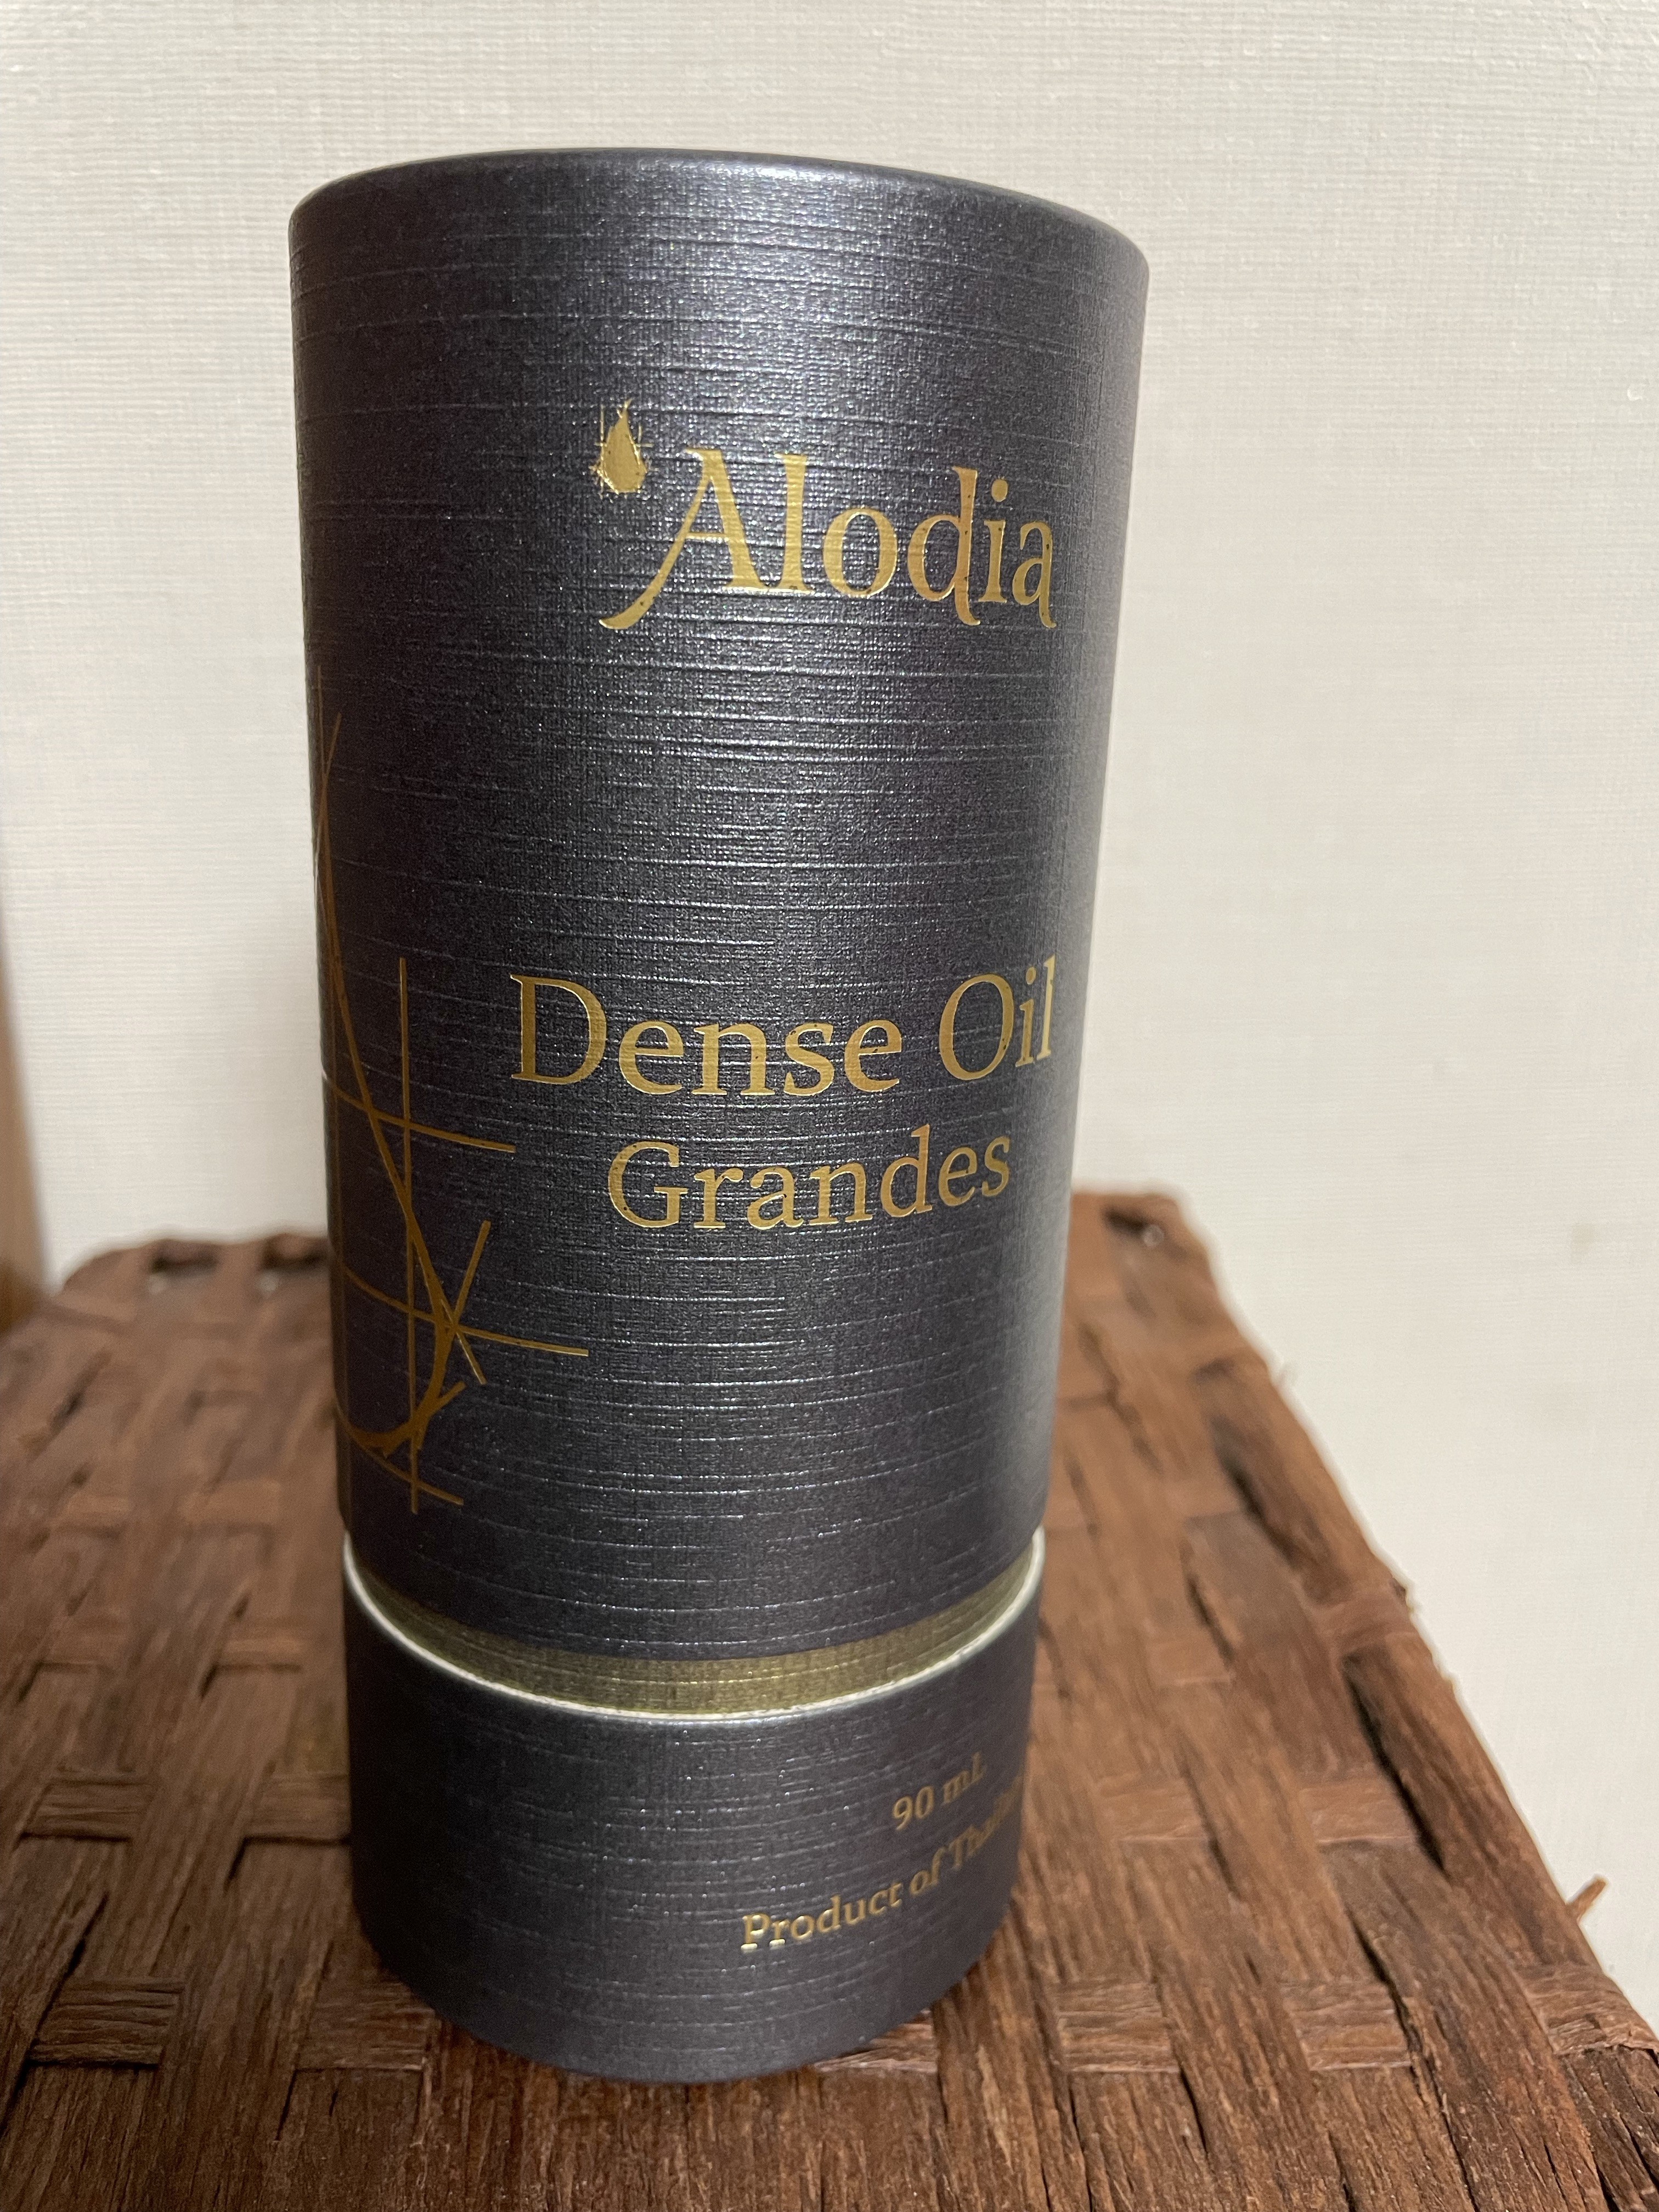 Alodia
Dense Oil
Grandes
90 mL
Product of